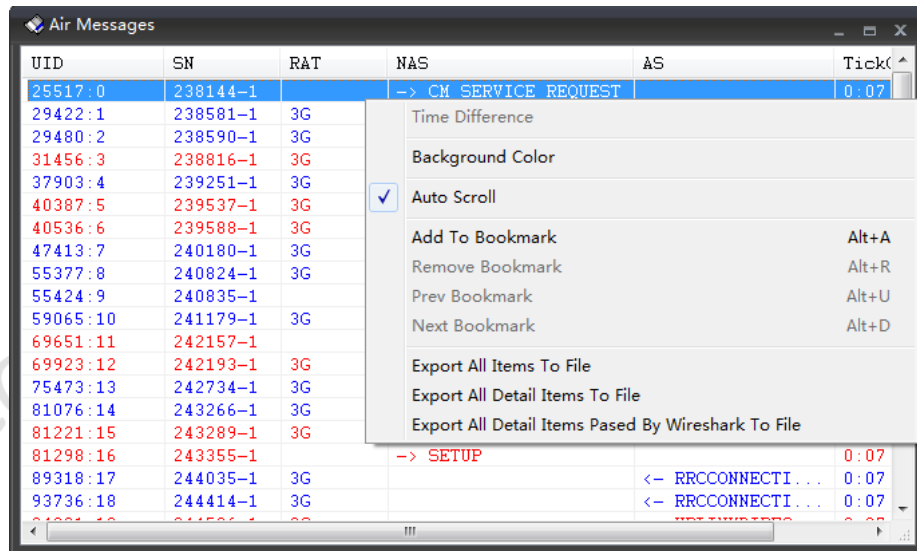 Air Messages
UID SN RAT NAS AS Tick
25517:0 238144-1 -> CM SERVICE REQUEST 0:07
29422:1 238581-1 3G Time Difference
29480:2 238590-1 3G
31456:3 238816-1 3G Background Color
37903:4 239251-1 3G
40387:5 239537-1 3G Auto Scroll
40536:6 239588-1 3G
47413:7 240180-1 3G Add To Bookmark Alt+A
55377:8 240824-1 3G Remove Bookmark Alt+R
55424:9 240835-1 Prev Bookmark Alt+U
59065:10 241179-1 3G Next Bookmark Alt+D
69651:11 242157-1
69923:12 242193-1 3G Export All Items To File
75473:13 242734-1 3G Export All Detail Items To File
81076:14 243266-1 3G
81221:15 243289-1 3G Export All Detail Items Pased By Wireshark To File
81298:16 243355-1 -> SETUP 0:07
89318:17 244035-1 3G <- RRCCONNECTI... 0:07
93736:18 244414-1 3G <- RRCCONNECTI... 0:07